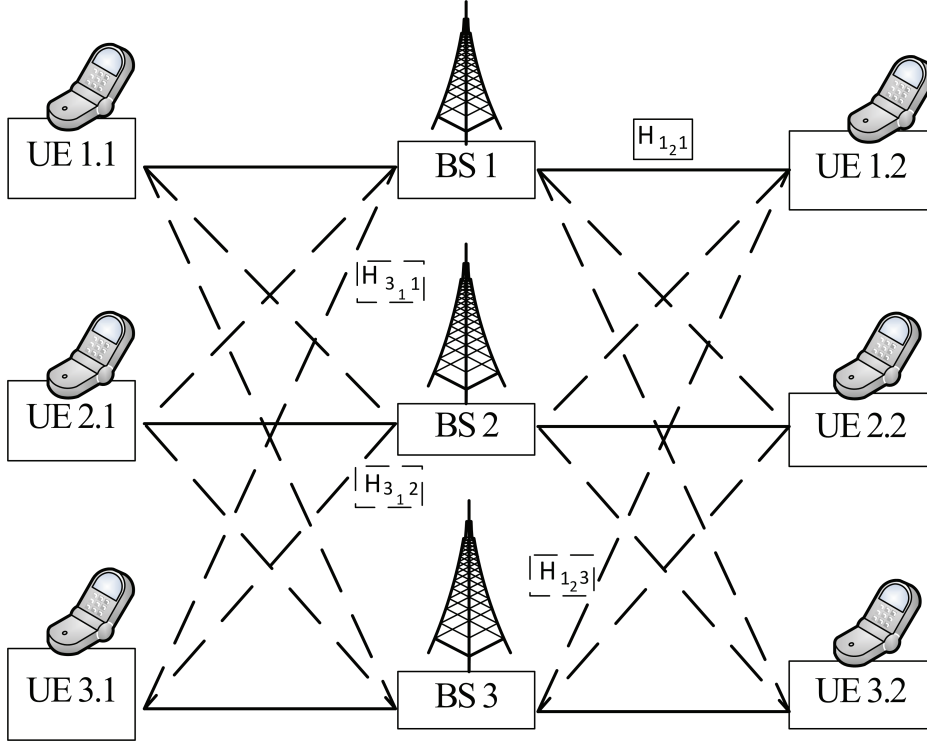 UE 1.1
BS 1
H₁₂1
UE 1.2
H₃₁1
UE 2.1
BS 2
UE 2.2
H₃₁2
H₁₂3
UE 3.1
BS 3
UE 3.2